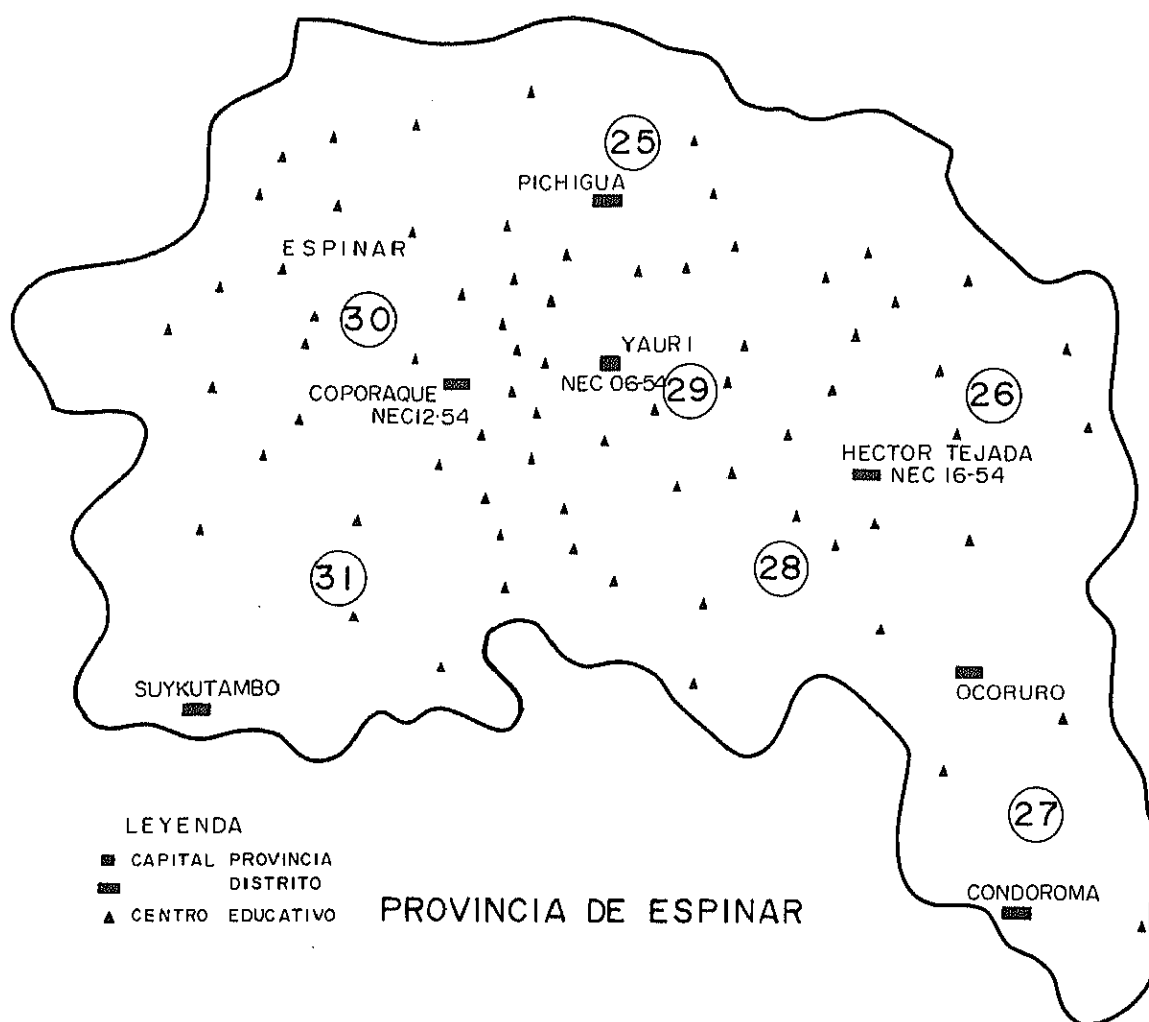 25
PICHIGUA
ESPINAR
30
YAURI
NEC 06-54
29
COPORAQUE
NEC12·54
26
HECTOR TEJADA
NEC 16-54
31
28
SUYKUTAMBO
OCORURO
27
CONDOROMA
LEYENDA
CAPITAL PROVINCIA
DISTRITO
CENTRO EDUCATIVO
PROVINCIA DE ESPINAR